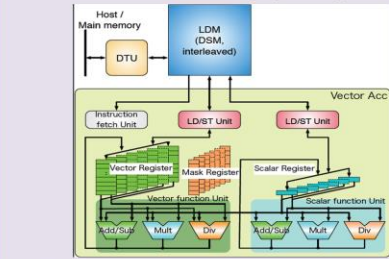 Host /
Main memory
LDM
(DSM,
interleaved)
DTU
Vector Acc
Instruction
fetch Unit
LD/ST Unit
LD/ST Unit
Vector Register
Mask Register
Scalar Register
Vector function Unit
Scalar function Unit
Add/Sub
Mult
Div
Add/Sub
Mult
Div